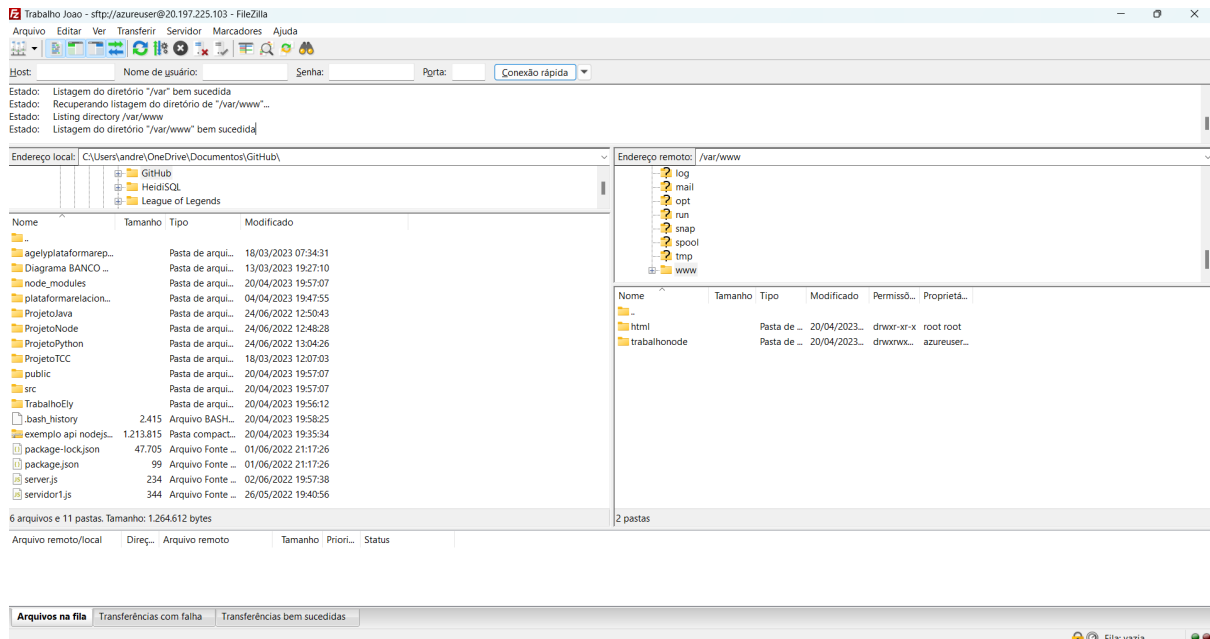 Trabalho Joao - sftp://azureuser@20.197.225.103 - FileZilla
Arquivo Editar Ver Transferir Servidor Marcadores Ajuda
Host: Nome de usuário: Senha: Porta: Conexão rápida
Estado: Listagem do diretório "/var" bem sucedida
Estado: Recuperando listagem do diretório de "/var/www"...
Estado: Listing directory /var/www
Estado: Listagem do diretório "/var/www" bem sucedida
Endereço local: C:\Users\andre\OneDrive\Documentos\GitHub\
GitHub
HeidiSQL
League of Legends
Nome Tamanho Tipo Modificado
..
agelyplataformarep... Pasta de arqui... 18/03/2023 07:34:31
Diagrama BANCO ... Pasta de arqui... 13/03/2023 19:27:10
node_modules Pasta de arqui... 20/04/2023 19:57:07
plataformarelacion... Pasta de arqui... 04/04/2023 19:47:55
ProjetoJava Pasta de arqui... 24/06/2022 12:50:43
ProjetoNode Pasta de arqui... 24/06/2022 12:48:28
ProjetoPython Pasta de arqui... 24/06/2022 13:04:26
ProjetoTCC Pasta de arqui... 18/03/2023 12:07:03
public Pasta de arqui... 20/04/2023 19:57:07
src Pasta de arqui... 20/04/2023 19:57:07
TrabalhoEly Pasta de arqui... 20/04/2023 19:56:12
.bash_history 2.415 Arquivo BASH... 20/04/2023 19:58:25
exemplo api nodejs... 1.213.815 Pasta compact... 20/04/2023 19:35:34
package-lock.json 47.705 Arquivo Fonte ... 01/06/2022 21:17:26
package.json 99 Arquivo Fonte ... 01/06/2022 21:17:26
server.js 234 Arquivo Fonte ... 02/06/2022 19:57:38
servidor1.js 344 Arquivo Fonte ... 26/05/2022 19:40:56
6 arquivos e 11 pastas. Tamanho: 1.264.612 bytes
Endereço remoto: /var/www
log
mail
opt
run
snap
spool
tmp
www
Nome Tamanho Tipo Modificado Permissõ... Proprietá...
..
html Pasta de ... 20/04/2023... drwxr-xr-x root root
trabalhonode Pasta de ... 20/04/2023... drwxrwx... azureuser...
2 pastas
Arquivo remoto/local Direç... Arquivo remoto Tamanho Priori... Status
Arquivos na fila Transferências com falha Transferências bem sucedidas
Fila: vazia